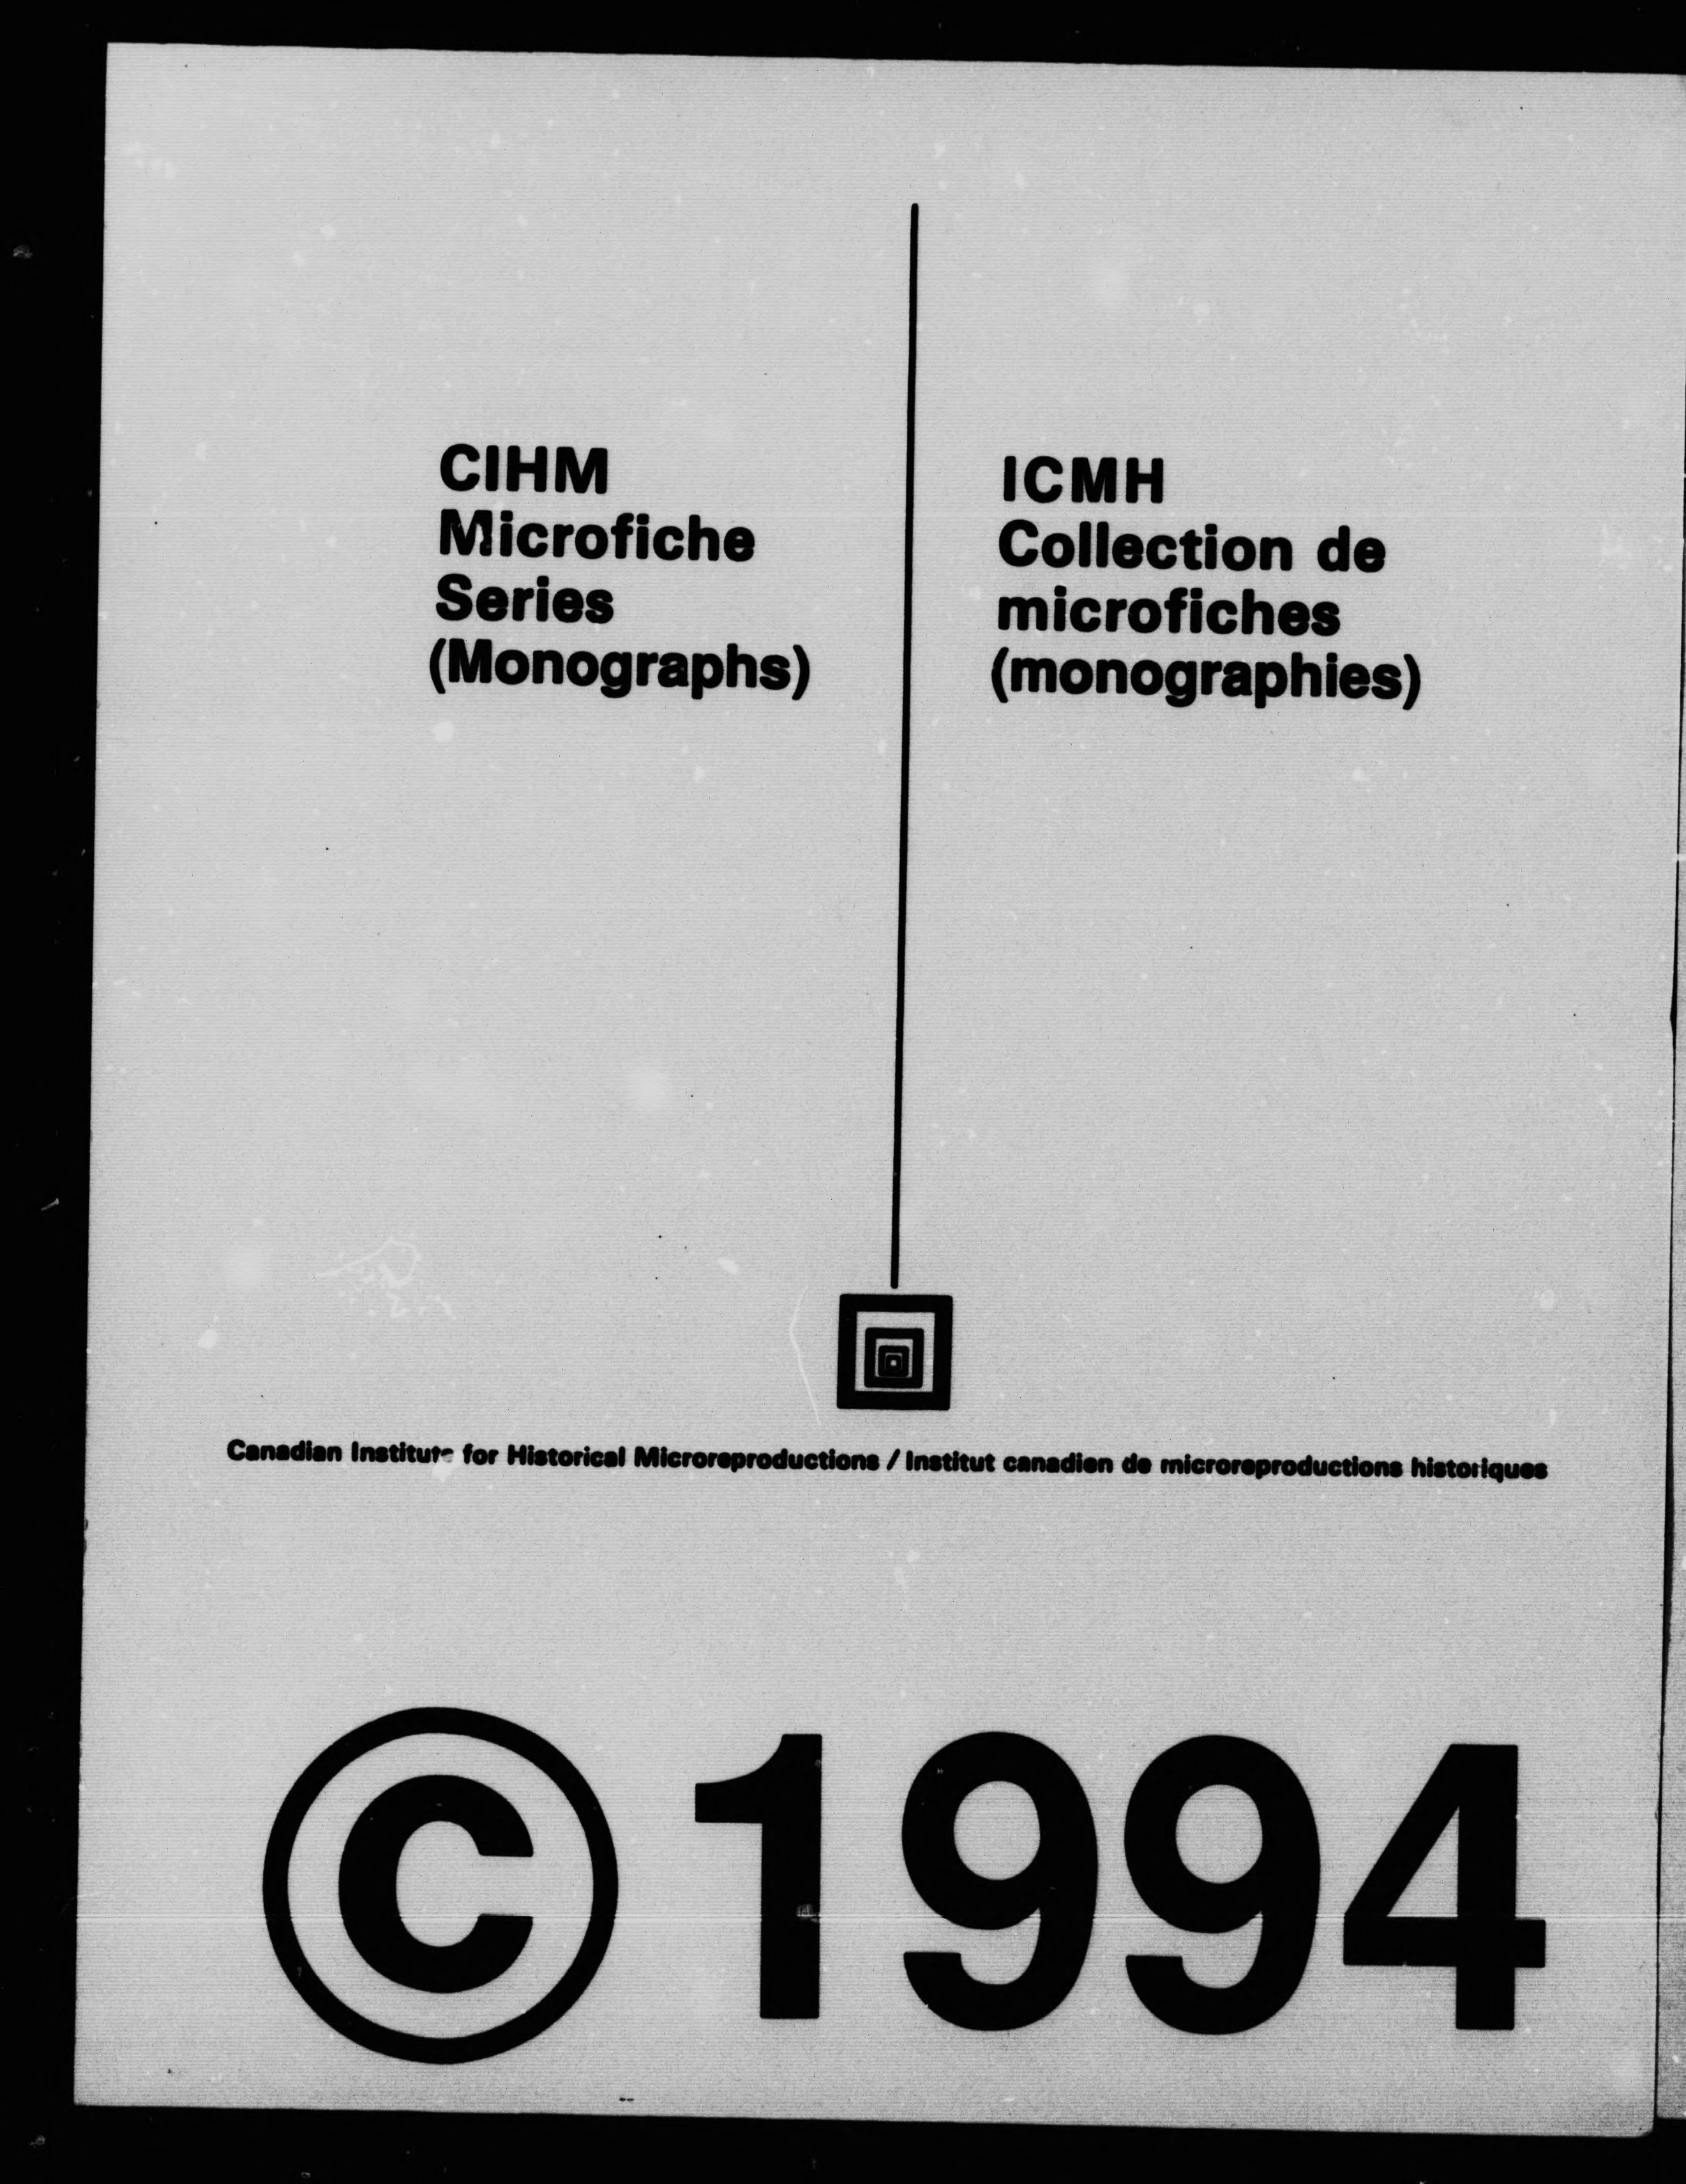 CIHM
Microfiche
Series
(Monographs)
ICMH
Collection de
microfiches
(monographies)
Canadian Institute for Historical Microreproductions / Institut canadien de microreproductions historiques
© 1994